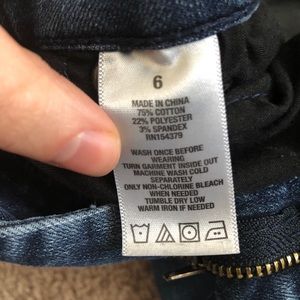 6
MADE IN CHINA
75% COTTON
22% POLYESTER
3% SPANDEX
RN154379
WASH ONCE BEFORE
WEARING
TURN GARMENT INSIDE OUT
MACHINE WASH COLD
SEPARATELY
ONLY NON-CHLORINE BLEACH
WHEN NEEDED
TUMBLE DRY LOW
WARM IRON IF NEEDED